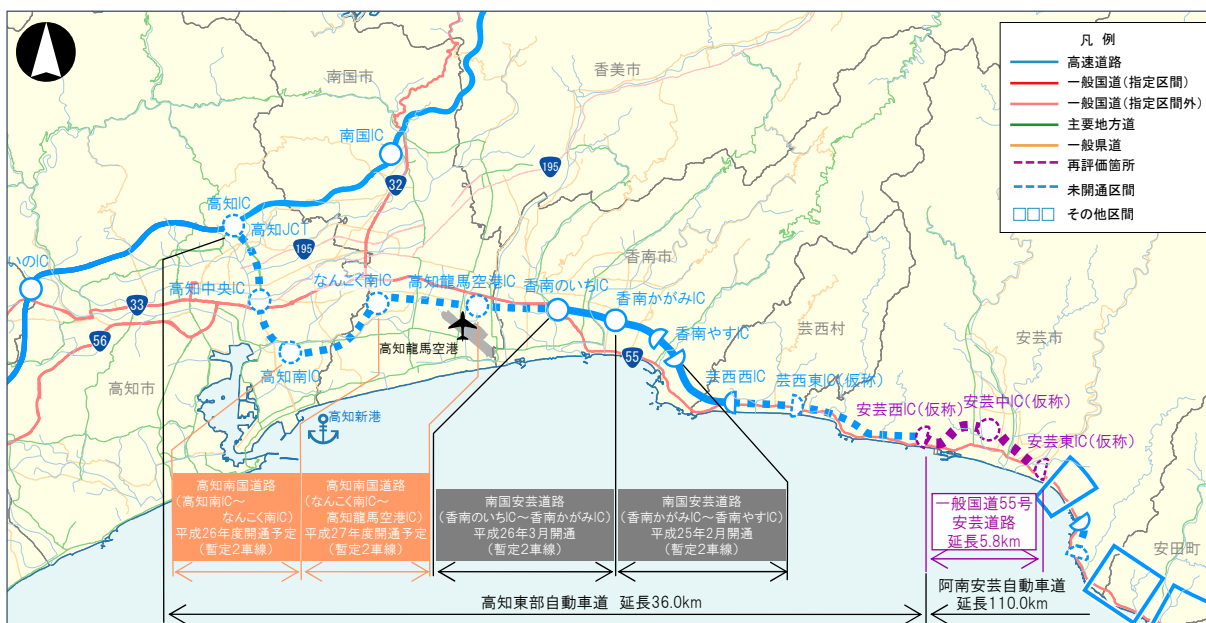 凡 例
高速道路
一般国道(指定区間)
一般国道(指定区間外)
主要地方道
一般県道
再評価箇所
未開通区間
その他区間
南国市
香美市
南国IC
195
32
高知IC
高知JCT
195
いのIC
高知中央IC
なんこく南IC
高知龍馬空港IC
香南のいちIC
香南市
香南かがみIC
33
56
高知龍馬空港
55
香南やすIC
芸西村
安芸市
高知市
高知南IC
芸西西IC
芸西東IC(仮称)
安芸西IC(仮称)
安芸中IC(仮称)
安芸東IC(仮称)
高知新港
安田町
高知南国道路
(高知南IC~
なんこく南IC)
平成26年度開通予定
(暫定2車線)
高知南国道路
(なんこく南IC~
高知龍馬空港IC)
平成27年度開通予定
(暫定2車線)
南国安芸道路
(香南のいちIC~香南かがみIC)
平成26年3月開通
(暫定2車線)
南国安芸道路
(香南かがみIC~香南やすIC)
平成25年2月開通
(暫定2車線)
一般国道55号
安芸道路
延長5.8km
高知東部自動車道 延長36.0km
阿南安芸自動車道
延長110.0km